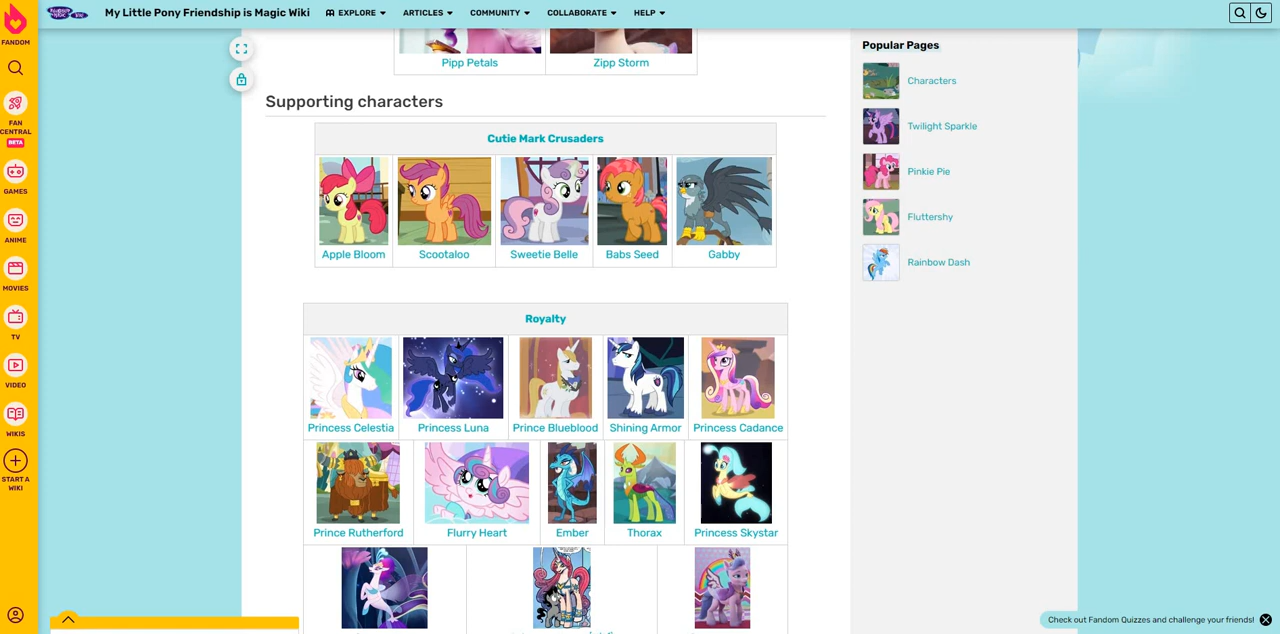 My Little Pony Friendship is Magic Wiki
EXPLORE
ARTICLES
COMMUNITY
COLLABORATE
HELP
FANDOM
FAN
CENTRAL
BETA
GAMES
ANIME
MOVIES
TV
VIDEO
WIKIS
START A
WIKI
Pipp Petals
Zipp Storm
Supporting characters
Cutie Mark Crusaders
Apple Bloom
Scootaloo
Sweetie Belle
Babs Seed
Gabby
Royalty
Princess Celestia
Princess Luna
Prince Blueblood
Shining Armor
Princess Cadance
Prince Rutherford
Flurry Heart
Ember
Thorax
Princess Skystar
Popular Pages
Characters
Twilight Sparkle
Pinkie Pie
Fluttershy
Rainbow Dash
Check out Fandom Quizzes and challenge your friends!